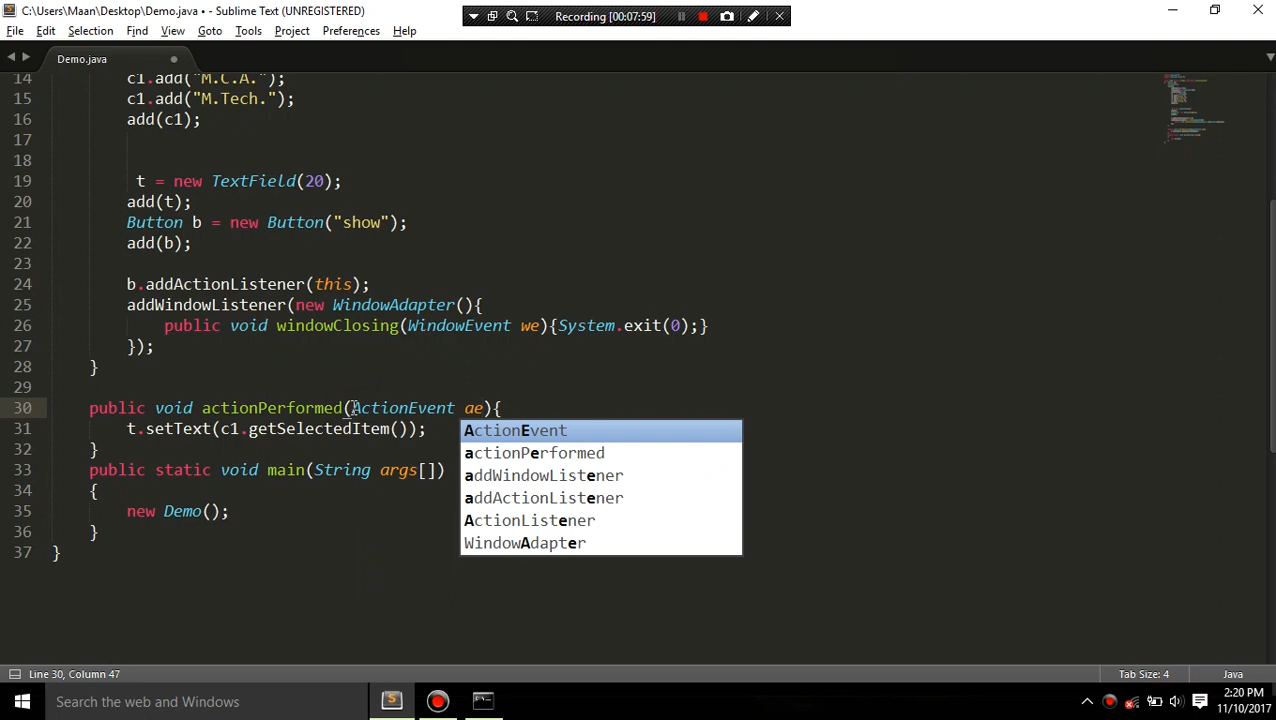 C:\Users\Maan\Desktop\Demo.java • - Sublime Text (UNREGISTERED)
Recording [00:07:59]
File Edit Selection Find View Goto Tools Project Preferences Help
Demo.java
14 c1.add("M.C.A.");
15 c1.add("M.Tech.");
16 add(c1);
17
18
19 t = new TextField(20);
20 add(t);
21 Button b = new Button("show");
22 add(b);
23
24 b.addActionListener(this);
25 addWindowListener(new WindowAdapter(){
26 public void windowClosing(WindowEvent we){System.exit(0);}
27 });
28 }
29
30 public void actionPerformed(ActionEvent ae){
31 t.setText(c1.getSelectedItem());
ActionEvent
32 }
actionPerformed
33 public static void main(String args[])
addWindowListener
34 {
addActionListener
35 new Demo();
ActionListener
36 }
WindowAdapter
37 }
Line 30, Column 47
Tab Size: 4
Java
Search the web and Windows
2:20 PM
11/10/2017